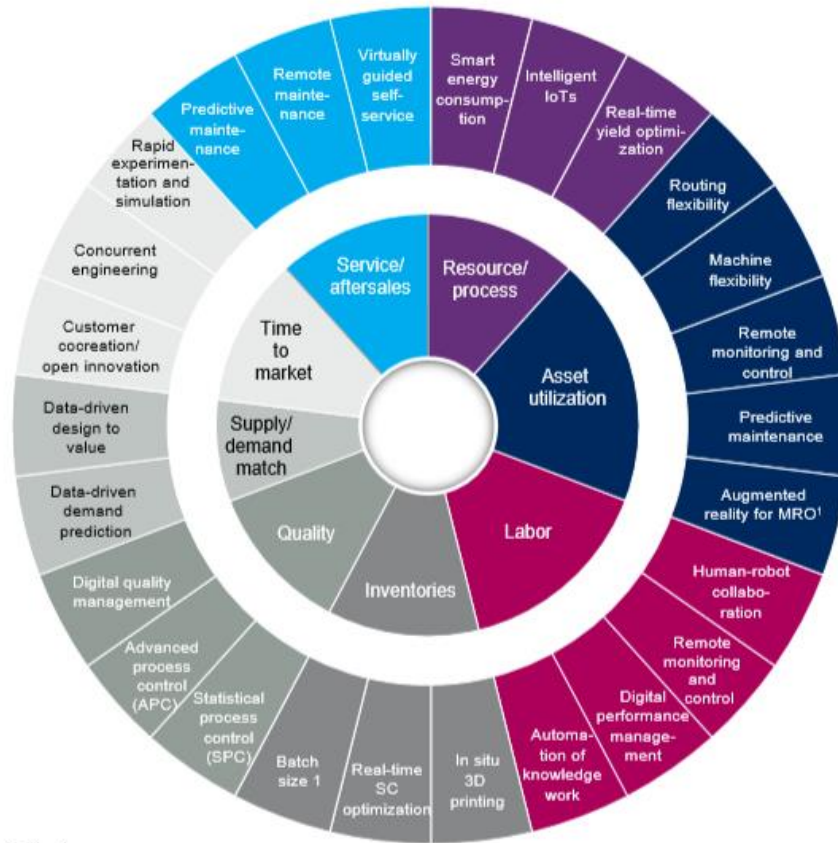 Smart
energy
consump-
tion
Intelligent
IoTs
Real-time
yield optimi-
zation
Routing
flexibility
Machine
flexibility
Remote
monitoring and
control
Predictive
maintenance
Augmented
reality for MRO¹
Human-robot
collabo-
ration
Remote
monitoring
and
control
Digital
performance
manage-
ment
Automa-
tion of
knowledge
work
In situ
3D
printing
Real-time
SC
optimization
Batch
size 1
Statistical
process
control
(SPC)
Advanced
process
control
(APC)
Digital quality
management
Data-driven
demand
prediction
Data-driven
design to
value
Customer
cocreation/
open innovation
Concurrent
engineering
Rapid
experimen-
tation and
simulation
Predictive
mainte-
nance
Remote
mainte-
nance
Virtually
guided
self-
service
Resource/
process
Asset
utilization
Labor
Inventories
Quality
Supply/
demand
match
Time
to
market
Service/
aftersales